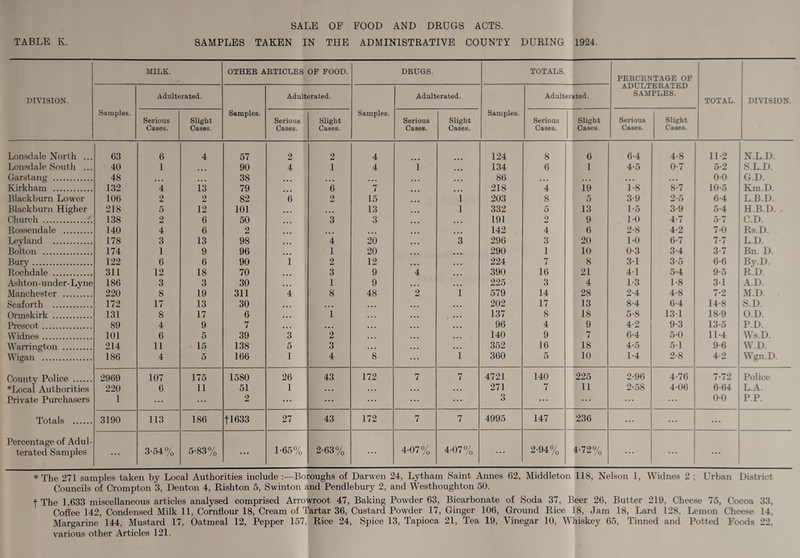 SALE OF FOOD AND DRUGS ACTS.
TABLE K. SAMPLES TAKEN IN THE ADMINISTRATIVE COUNTY DURING 1924.
DIVISION. MILK. OTHER ARTICLES OF FOOD. DRUGS. TOTALS. PERCENTAGE OF ADULTERATED SAMPLES. TOTAL. DIVISION.
Samples. Adulterated. Samples. Adulterated. Samples. Adulterated. Samples. Adulterated.
Serious Cases. Slight Cases. Serious Cases. Slight Cases. Serious Cases. Slight Cases. Serious Cases. Slight Cases. Serious Cases. Slight Cases.
Lonsdale North ... 63 6 4 57 2 2 4 ... ... 124 8 6 6·4 4·8 11·2 N.L.D.
Lonsdale South ... 40 1 ... 90 4 1 4 1 ... 134 6 1 4·5 0·7 5·2 S.L.D.
Garstang ............ 48 ... ... 38 ... ... ... ... ... 86 ... ... ... ... 0·0 G.D.
Kirkham ............ 132 4 13 79 ... 6 7 ... ... 218 4 19 1·8 8·7 10·5 Km.D.
Blackburn Lower 106 2 2 82 6 2 15 ... 1 203 8 5 3·9 2·5 6·4 L.B.D.
Blackburn Higher 218 5 12 101 ... ... 13 ... 1 332 5 13 1·5 3·9 5·4 H.B.D.
Church ............... 138 2 6 50 ... 3 3 ... ... 191 2 9 1·0 4·7 5·7 C.D.
Rossendale ......... 140 4 6 2 ... ... ... ... ... 142 4 6 2·8 4·2 7·0 Rs.D.
Leyland ............ 178 3 13 98 ... 4 20 ... 3 296 3 20 1·0 6·7 7·7 L.D.
Bolton ............... 174 1 9 96 ... 1 20 ... ... 290 1 10 0·3 3·4 3·7 Bn. D.
Bury .................. 122 6 6 90 1 2 12 ... ... 224 7 8 3·1 3·5 6·6 By.D.
Rochdale ............ 311 12 18 70 ... 3 9 4 ... 390 16 21 4·1 5·4 9·5 R.D.
Ashton-under-Lyne 186 3 3 30 ... 1 9 ... ... 225 3 4 1·3 1·8 3·1 A.D.
Manchester ......... 220 8 19 311 4 8 48 2 1 579 14 28 2·4 4·8 7·2 M.D.
Seaforth ............ 172 17 13 30 ... ... ... ... ... 202 17 13 8·4 6·4 14·8 S.D.
Ormskirk ............ 131 8 17 6 ... 1 ... ... ... 137 8 18 5·8 13·1 18·9 O.D.
Prescot ............... 89 4 9 7 ... ... ... ... ... 96 4 9 4·2 9·3 13·5 P.D.
Widnes ............... 101 6 5 39 3 2 ... ... ... 140 9 7 6·4 5·0 11·4 Ws.D.
Warrington ......... 214 11 15 138 5 3 ... ... ... 352 16 18 4·5 5·1 9·6 W.D.
Wigan ............... 186 4 5 166 1 4 8 ... 1 360 5 10 1·4 2·8 4·2 Wgn.D.
County Police ...... 2969 107 175 1580 26 43 172 7 7 4721 140 225 2·96 4·76 7·72 Police
*Local Authorities 220 6 11 51 1 ... ... ... ... 271 7 11 2·58 4·06 6·64 L.A.
Private Purchasers 1 ... ... 2 ... ... ... ... ... 3 ... ... ... ... 0·0 P.P.
Totals ...... 3190 113 186 †1633 27 43 172 7 7 4995 147 236 ... ... ...
Percentage of Adulterated Samples ... 3·54% 5·83% ... 1·65% 2·63% ... 4·07% 4·07% ... 2·94% 4·72% ... ... ...
* The 271 samples taken by Local Authorities include :—Boroughs of Darwen 24, Lytham Saint Annes 62, Middleton 118, Nelson 1, Widnes 2 ; Urban District
Councils of Crompton 3, Denton 4, Rishton 5, Swinton and Pendlebury 2, and Westhoughton 50.
† The 1,633 miscellaneous articles analysed comprised Arrowroot 47, Baking Powder 63, Bicarbonate of Soda 37, Beer 26, Butter 219, Cheese 75, Cocoa 33,
Coffee 142, Condensed Milk 11, Cornflour 18, Cream of Tartar 36, Custard Powder 17, Ginger 106, Ground Rice 18, Jam 18, Lard 128, Lemon Cheese 14,
Margarine 144, Mustard 17, Oatmeal 12, Pepper 157, Rice 24, Spice 13, Tapioca 21, Tea 19, Vinegar 10, Whiskey 65, Tinned and Potted Foods 22,
various other Articles 121.